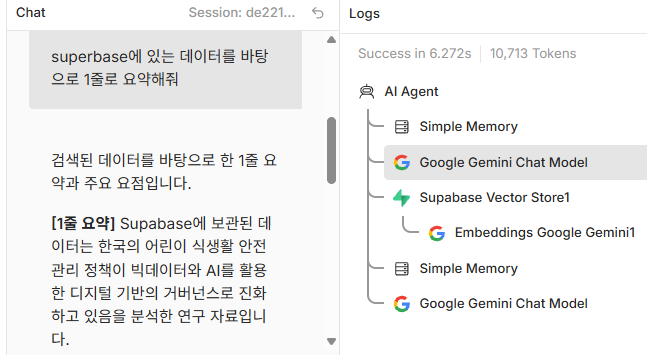 Chat
Session: de221...
superbase에 있는 데이터를 바탕
으로 1줄로 요약해줘
검색된 데이터를 바탕으로 한 1줄 요
약과 주요 요점입니다.
[1줄 요약] Supabase에 보관된 데
이터는 한국의 어린이 식생활 안전
관리 정책이 빅데이터와 AI를 활용
한 디지털 기반의 거버넌스로 진화
하고 있음을 분석한 연구 자료입니
다.
Logs
Success in 6.272s
10,713 Tokens
AI Agent
Simple Memory
Google Gemini Chat Model
Supabase Vector Store1
Embeddings Google Gemini1
Simple Memory
Google Gemini Chat Model